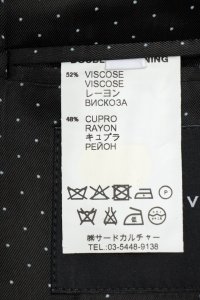 52% VISCOSE
VISCOSE
レーヨン
ВИСКОЗА
48% CUPRO
RAYON
キュプラ
РЕЙОН
㈱サードカルチャー
TEL 03-5448-9138
V